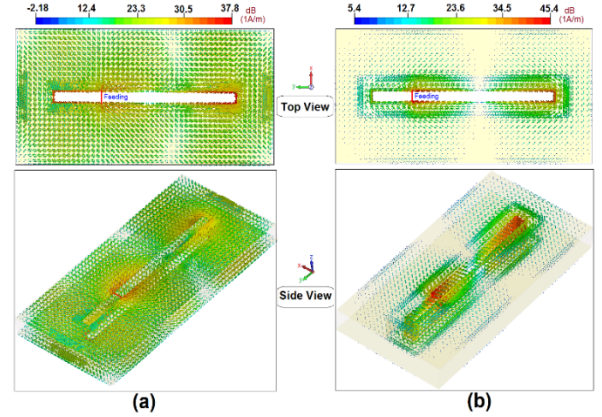 -2.18 12,4 23,3 30,5 37,8 dB
(1A/m)
5.4 12,7 23,8 34,5 45,4 dB
(1A/m)
Feeding
x
y
Top View
Feeding
z
x
y
Side View
(a)
(b)